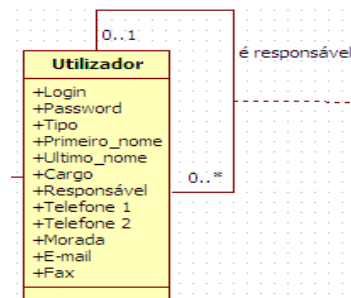 0..1
é responsável
Utilizador
+Login
+Password
+Tipo
+Primeiro_nome
+Ultimo_nome
+Cargo
+Responsável
0..*
+Telefone 1
+Telefone 2
+Morada
+E-mail
+Fax